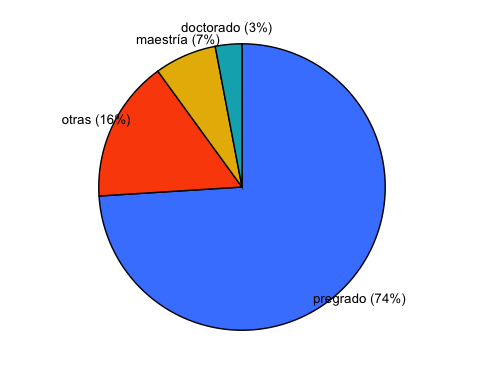 doctorado (3%)
maestría (7%)
otras (16%)
pregrado (74%)